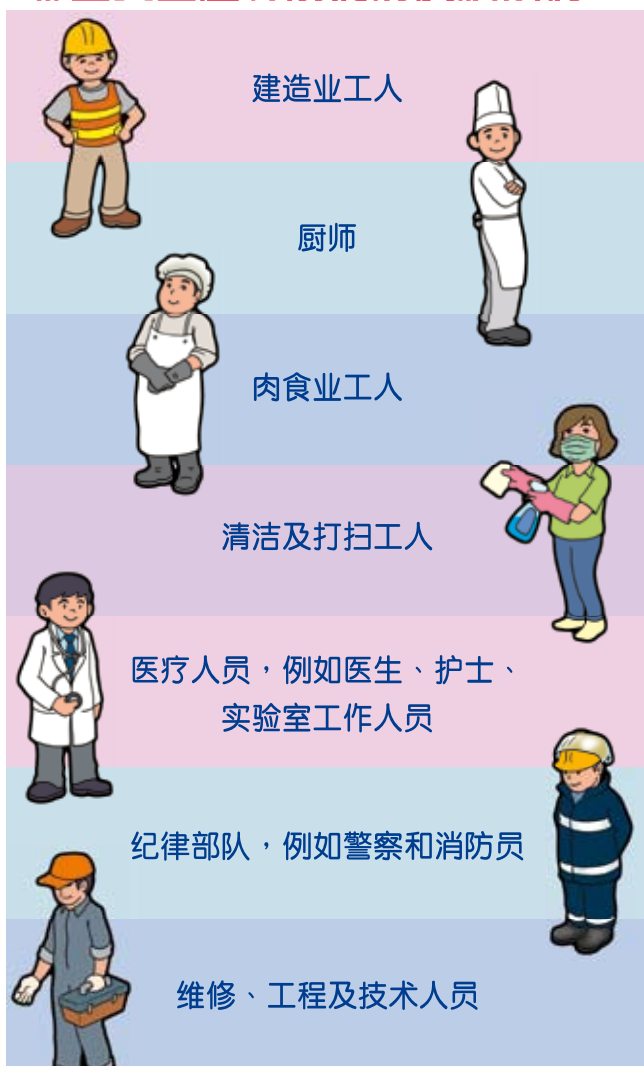 建造业工人
厨师
肉食业工人
清洁及打扫工人
医疗人员，例如医生、护士、
实验室工作人员
纪律部队，例如警察和消防员
维修、工程及技术人员